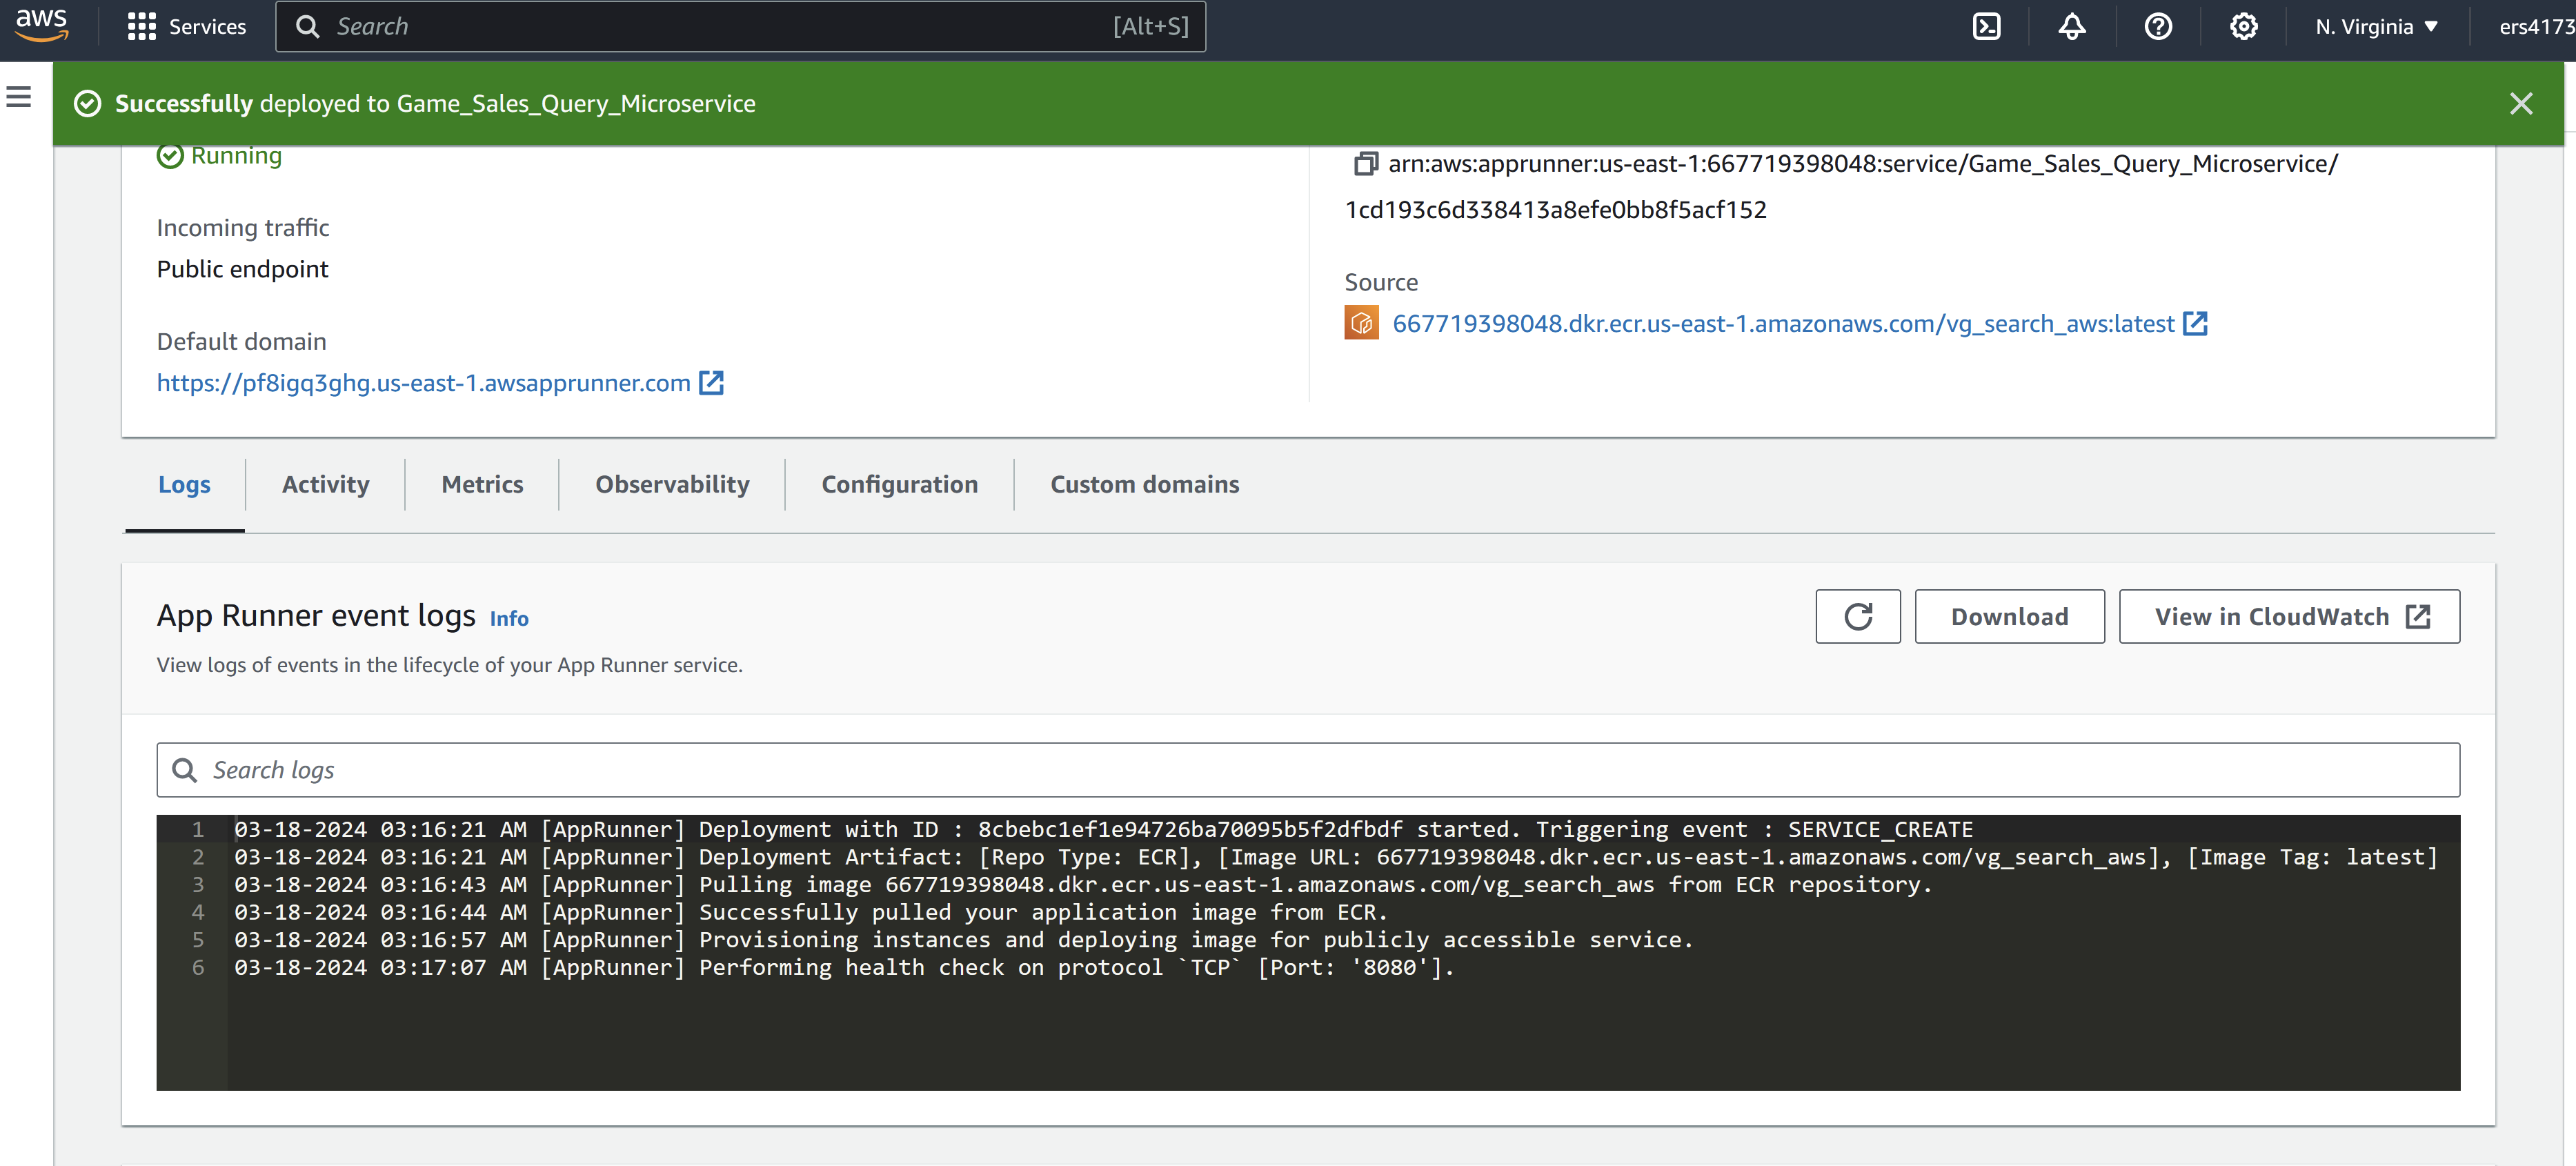 aws Services Search [Alt+S] N. Virginia ers4173
Successfully deployed to Game_Sales_Query_Microservice
Running
arn:aws:apprunner:us-east-1:667719398048:service/Game_Sales_Query_Microservice/
1cd193c6d338413a8efe0bb8f5acf152
Incoming traffic
Public endpoint
Source
667719398048.dkr.ecr.us-east-1.amazonaws.com/vg_search_aws:latest
Default domain
https://pf8igq3ghg.us-east-1.awsapprunner.com
Logs Activity Metrics Observability Configuration Custom domains
App Runner event logs Info
Download View in CloudWatch
View logs of events in the lifecycle of your App Runner service.
Search logs
1 03-18-2024 03:16:21 AM [AppRunner] Deployment with ID : 8cbebc1ef1e94726ba70095b5f2dfbdf started. Triggering event : SERVICE_CREATE
2 03-18-2024 03:16:21 AM [AppRunner] Deployment Artifact: [Repo Type: ECR], [Image URL: 667719398048.dkr.ecr.us-east-1.amazonaws.com/vg_search_aws], [Image Tag: latest]
3 03-18-2024 03:16:43 AM [AppRunner] Pulling image 667719398048.dkr.ecr.us-east-1.amazonaws.com/vg_search_aws from ECR repository.
4 03-18-2024 03:16:44 AM [AppRunner] Successfully pulled your application image from ECR.
5 03-18-2024 03:16:57 AM [AppRunner] Provisioning instances and deploying image for publicly accessible service.
6 03-18-2024 03:17:07 AM [AppRunner] Performing health check on protocol `TCP` [Port: '8080'].